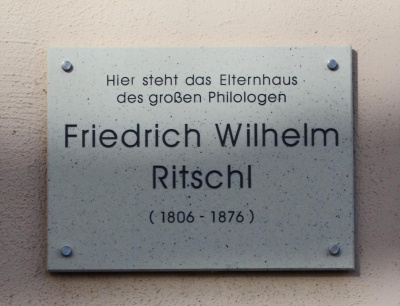 Hier steht das Elternhaus
des großen Philologen
Friedrich Wilhelm
Ritschl
( 1806 - 1876 )